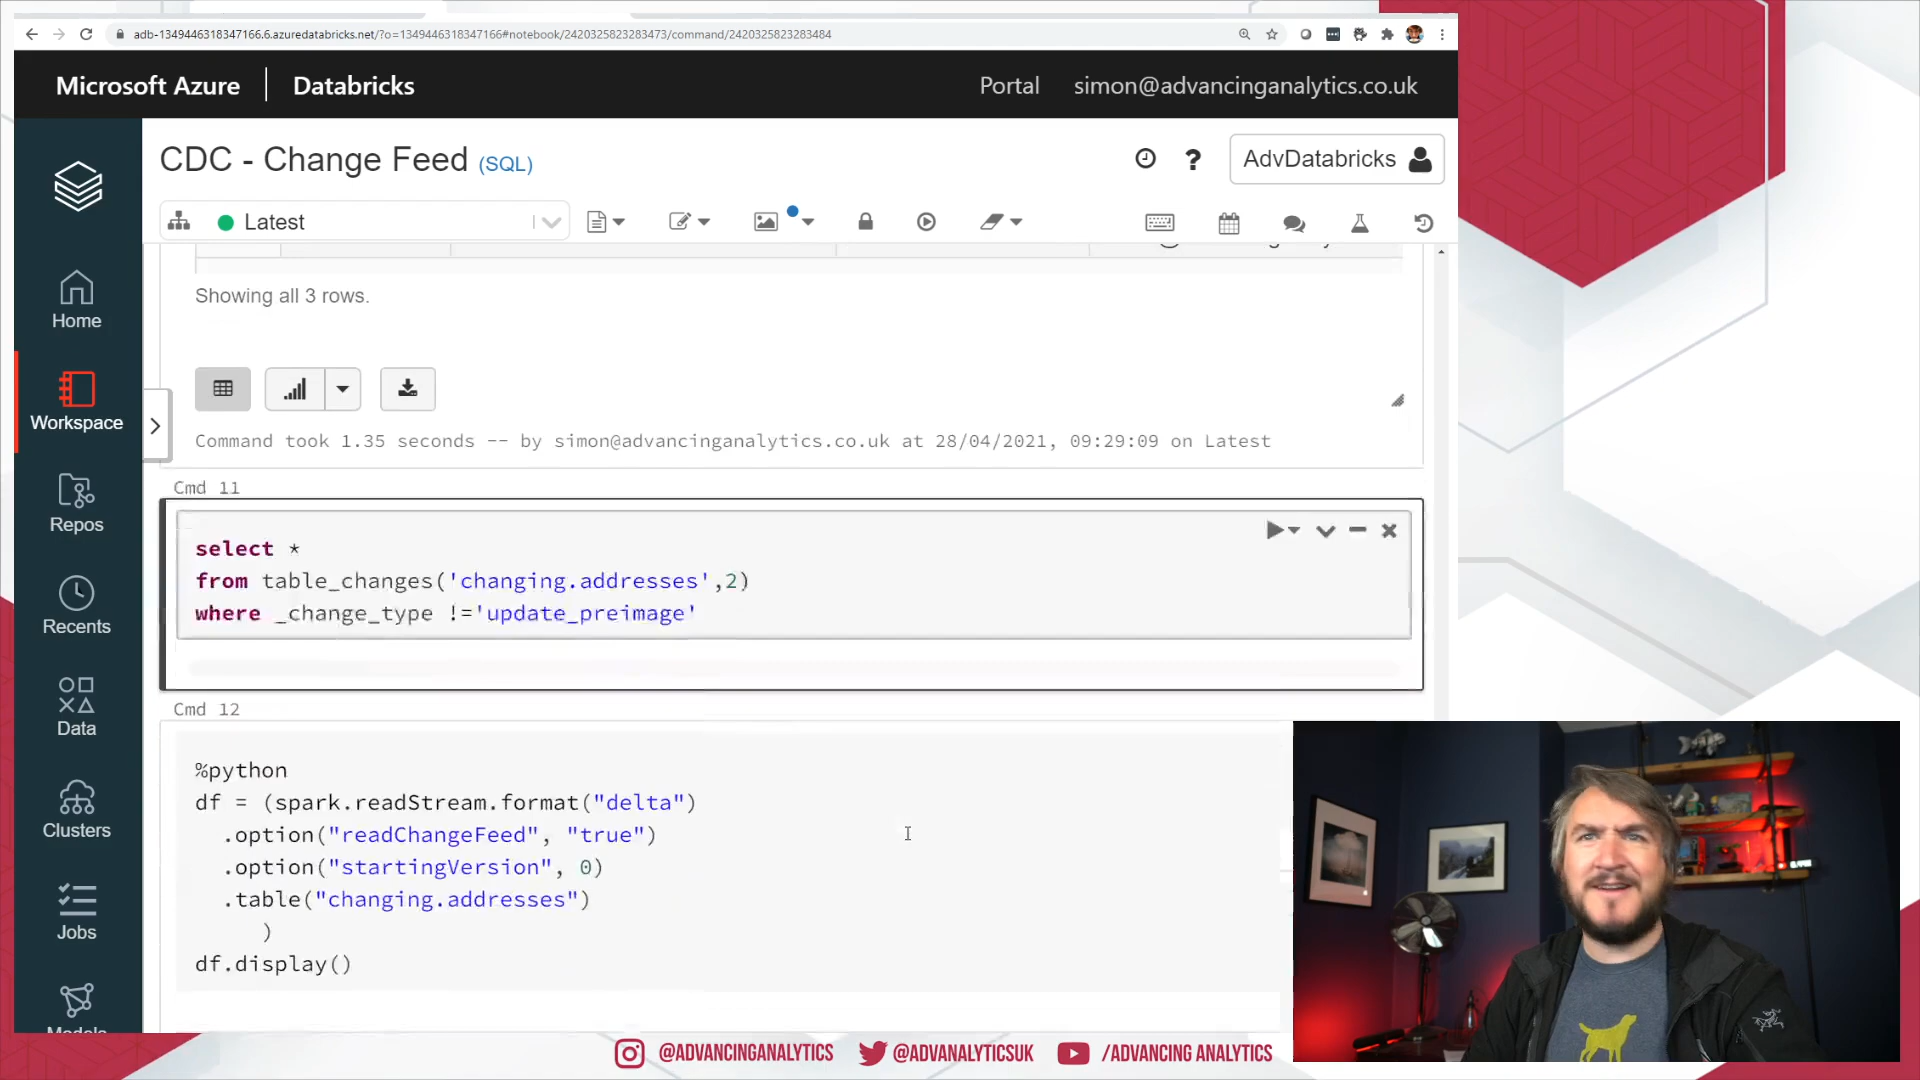 adb-1349446318347166.6.azuredatabricks.net/?o=1349446318347166#notebook/2420325823283473/command/2420325823283484
Microsoft Azure | Databricks
Portal
simon@advancinganalytics.co.uk
CDC - Change Feed (SQL)
? AdvDatabricks
Latest
Showing all 3 rows.
Command took 1.35 seconds -- by simon@advancinganalytics.co.uk at 28/04/2021, 09:29:09 on Latest
Home
Workspace
Repos
Recents
Data
Clusters
Jobs
Models
Cmd 11
select *
from table_changes('changing.addresses',2)
where _change_type !='update_preimage'
Cmd 12
%python
df = (spark.readStream.format("delta")
.option("readChangeFeed", "true")
.option("startingVersion", 0)
.table("changing.addresses")
)
df.display()
@ADVANCINGANALYTICS
@ADVANALYTICSUK
/ADVANCING ANALYTICS